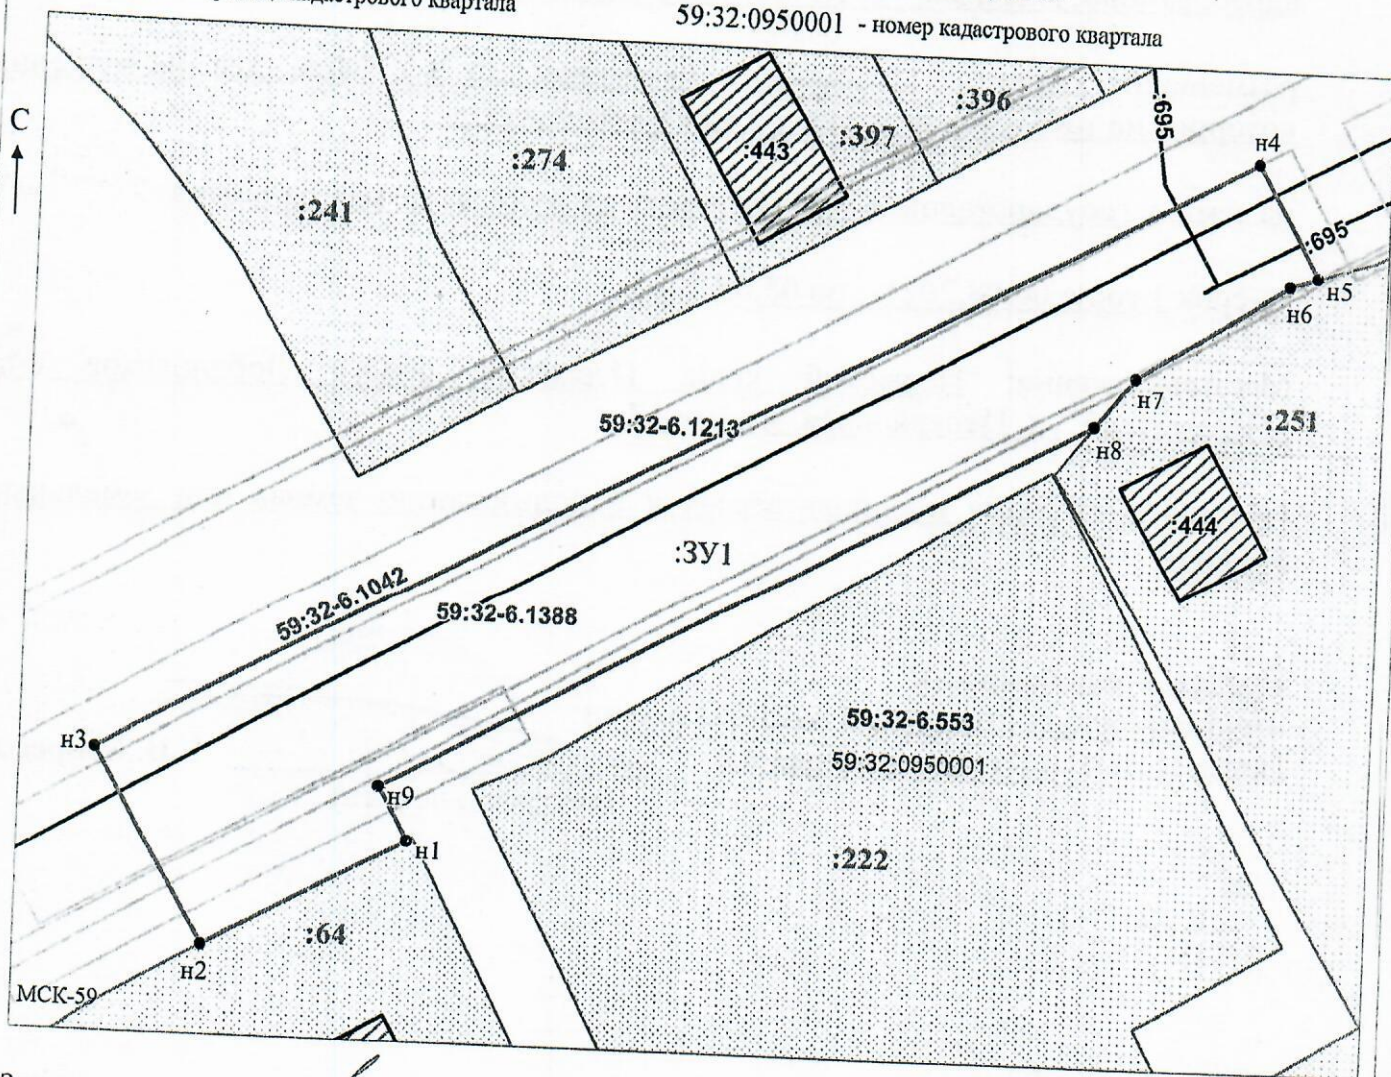 кадастрового квартала
59:32:0950001 - номер кадастрового квартала
С
:695
:396
:397
:443
:274
:241
н4
:695
н5
н6
н7
:251
59:32-6.1213
н8
:444
:ЗУ1
59:32-6.1042
59:32-6.1388
н3
59:32-6.553
59:32:0950001
н9
н1
:222
:64
н2
МСК-59